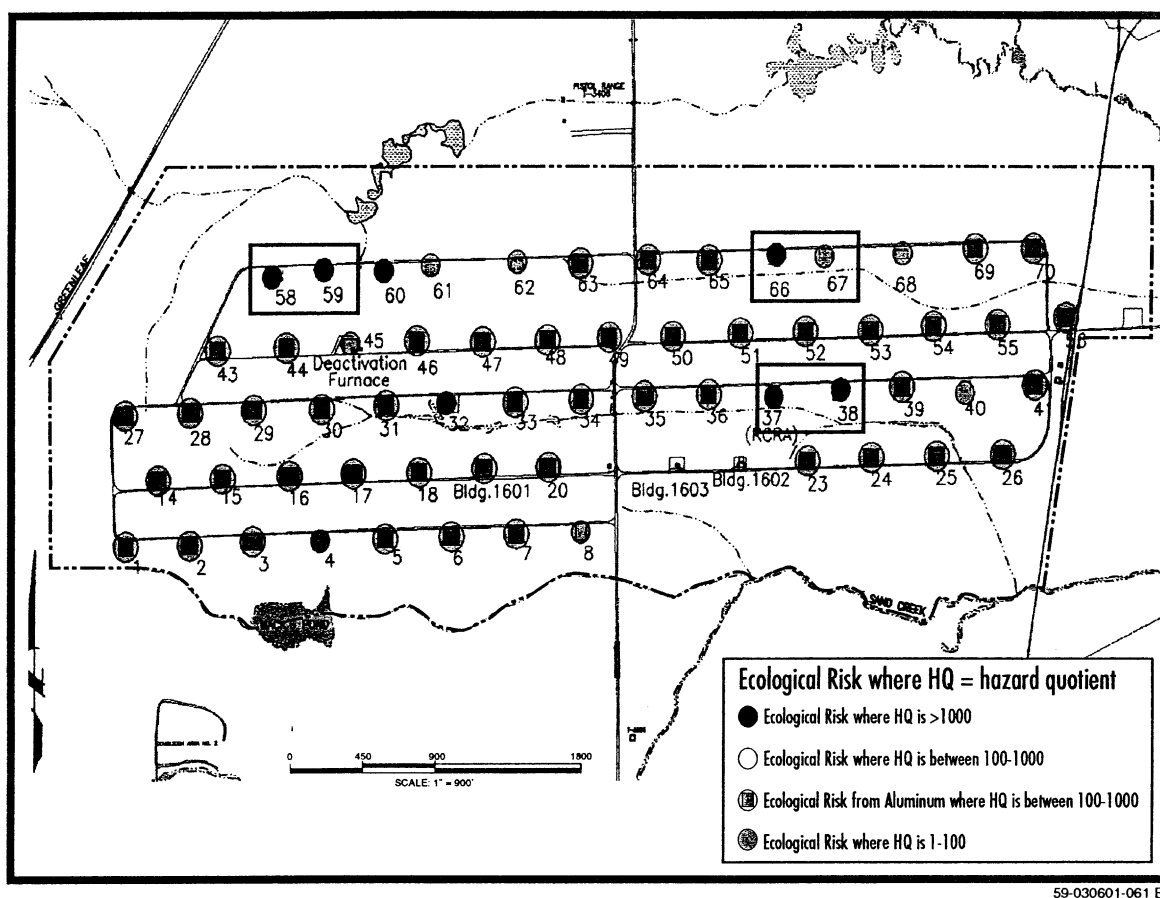 PISTOL RANGE
T-3406
GREENLEAF
58
59
60
61
62
63
64
65
66
67
68
69
70
43
44
45
46
47
48
49
50
51
52
53
54
55
Deactivation
Furnace
27
28
29
30
31
32
33
34
35
36
37
38
39
40
(RCRA)
14
15
16
17
18
Bldg.1601
20
Bldg.1603
Bldg.1602
23
24
25
26
1
2
3
4
5
6
7
8
SAND CREEK
POND
DEMOLITION AREA NO. 2
0 450 900 1800
SCALE: 1" = 900'
Ecological Risk where HQ = hazard quotient
Ecological Risk where HQ is >1000
Ecological Risk where HQ is between 100-1000
Ecological Risk from Aluminum where HQ is between 100-1000
Ecological Risk where HQ is 1-100
59-030601-061 E